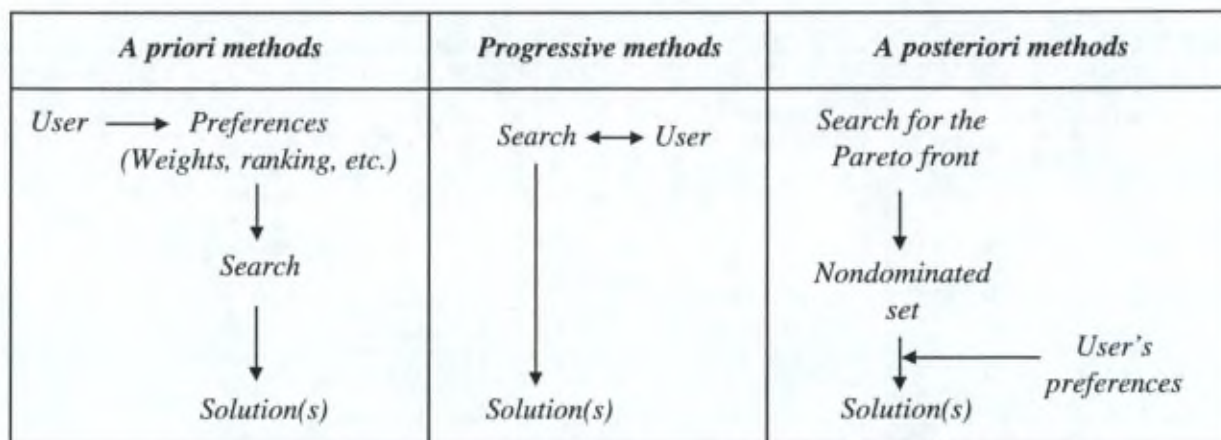 A priori methods
Progressive methods
A posteriori methods
User
Preferences
(Weights, ranking, etc.)
Search
Solution(s)
Search
User
Solution(s)
Search for the
Pareto front
Nondominated
set
User's
preferences
Solution(s)